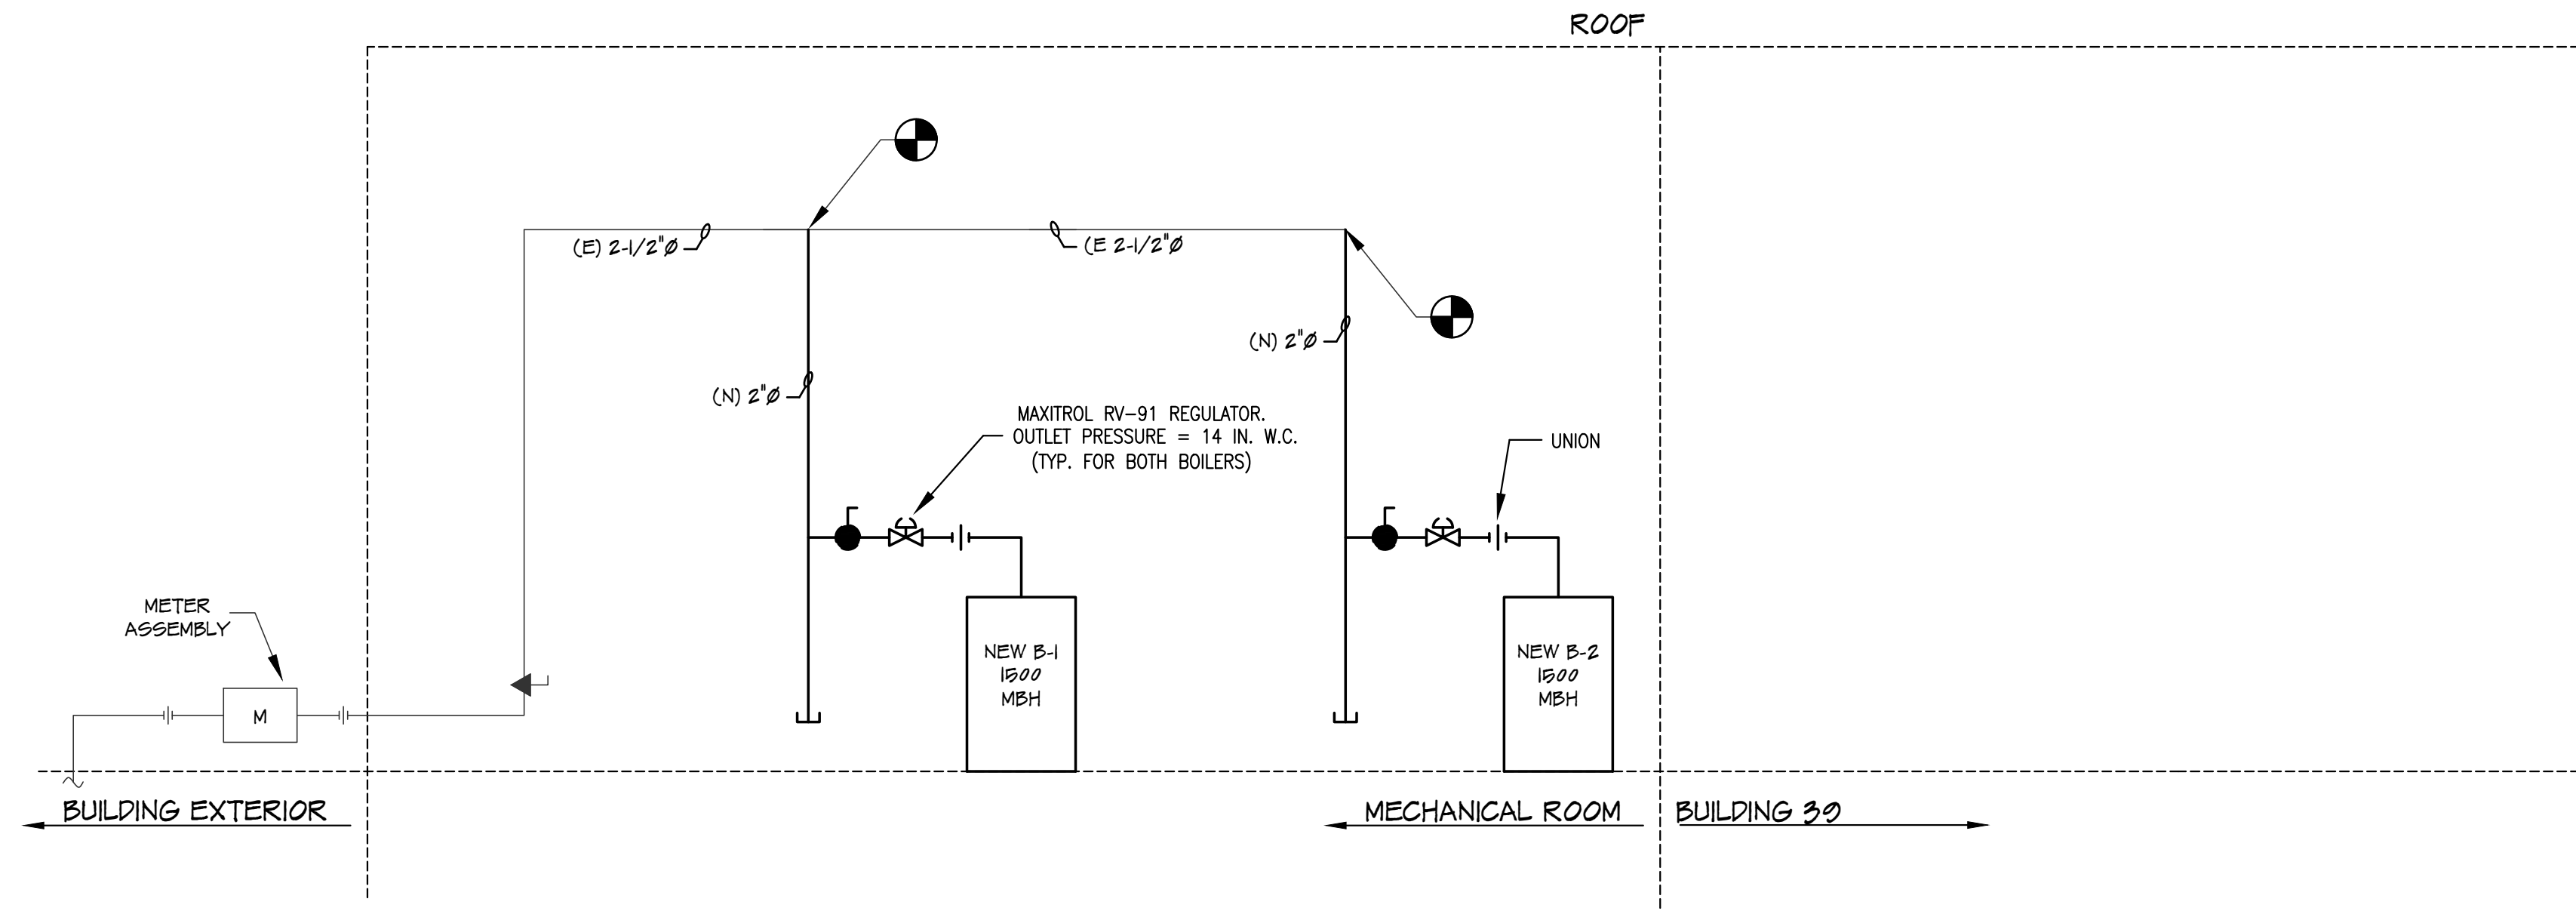 ROOF
(E) 2-1/2"Ø
(E 2-1/2"Ø
(N) 2"Ø
(N) 2"Ø
MAXITROL RV-91 REGULATOR.
OUTLET PRESSURE = 14 IN. W.C.
(TYP. FOR BOTH BOILERS)
UNION
METER
ASSEMBLY
M
NEW B-1
1500
MBH
NEW B-2
1500
MBH
BUILDING EXTERIOR
MECHANICAL ROOM
BUILDING 39